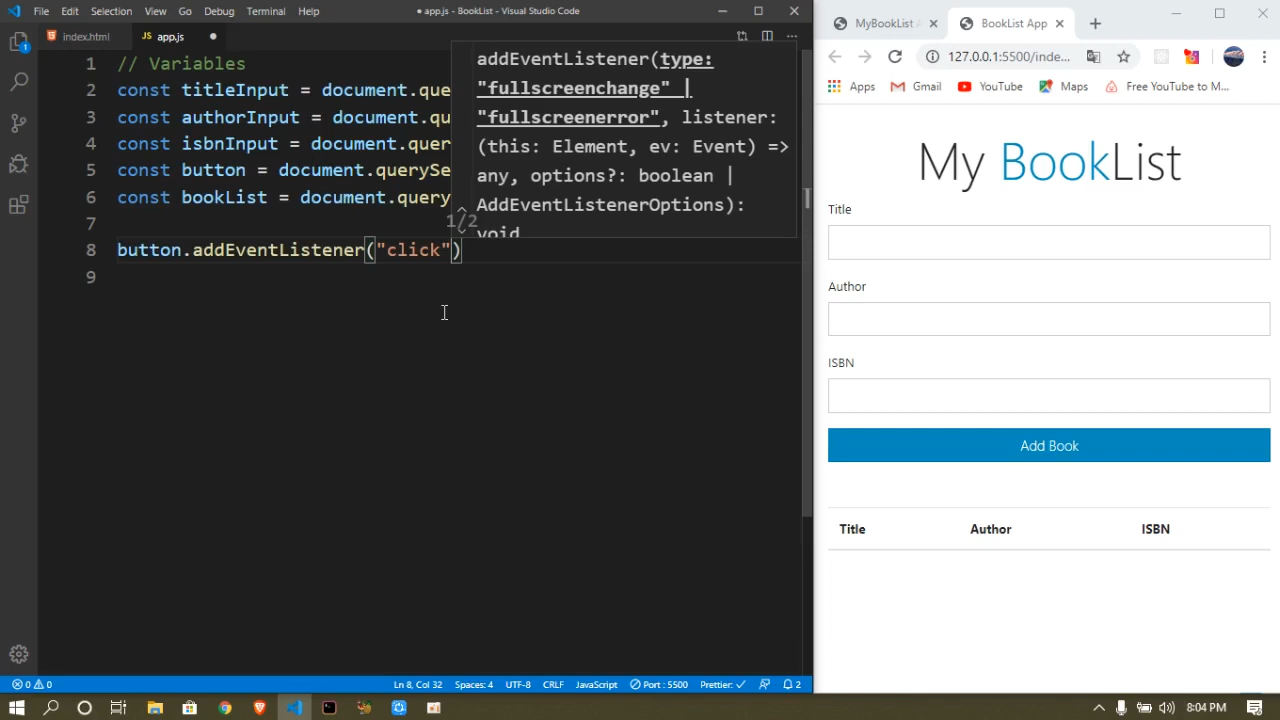 File Edit Selection View Go Debug Terminal Help
● app.js - BookList - Visual Studio Code
index.html
JS app.js
1 // Variables
2 const titleInput = document.que
3 const authorInput = document.qu
4 const isbnInput = document.quer
5 const button = document.querySe
6 const bookList = document.query
7
8 button.addEventListener("click")
9
addEventListener(type:
"fullscreenchange" |
"fullscreenerror", listener:
(this: Element, ev: Event) =>
any, options?: boolean |
AddEventListenerOptions):
void
1/2
1
0 0
Ln 8, Col 32 Spaces: 4 UTF-8 CRLF JavaScript Port : 5500 Prettier: ✓ 2
MyBookList A
BookList App
127.0.0.1:5500/inde...
Apps Gmail YouTube Maps Free YouTube to M...
My BookList
Title
Author
ISBN
Add Book
Title Author ISBN
8:04 PM